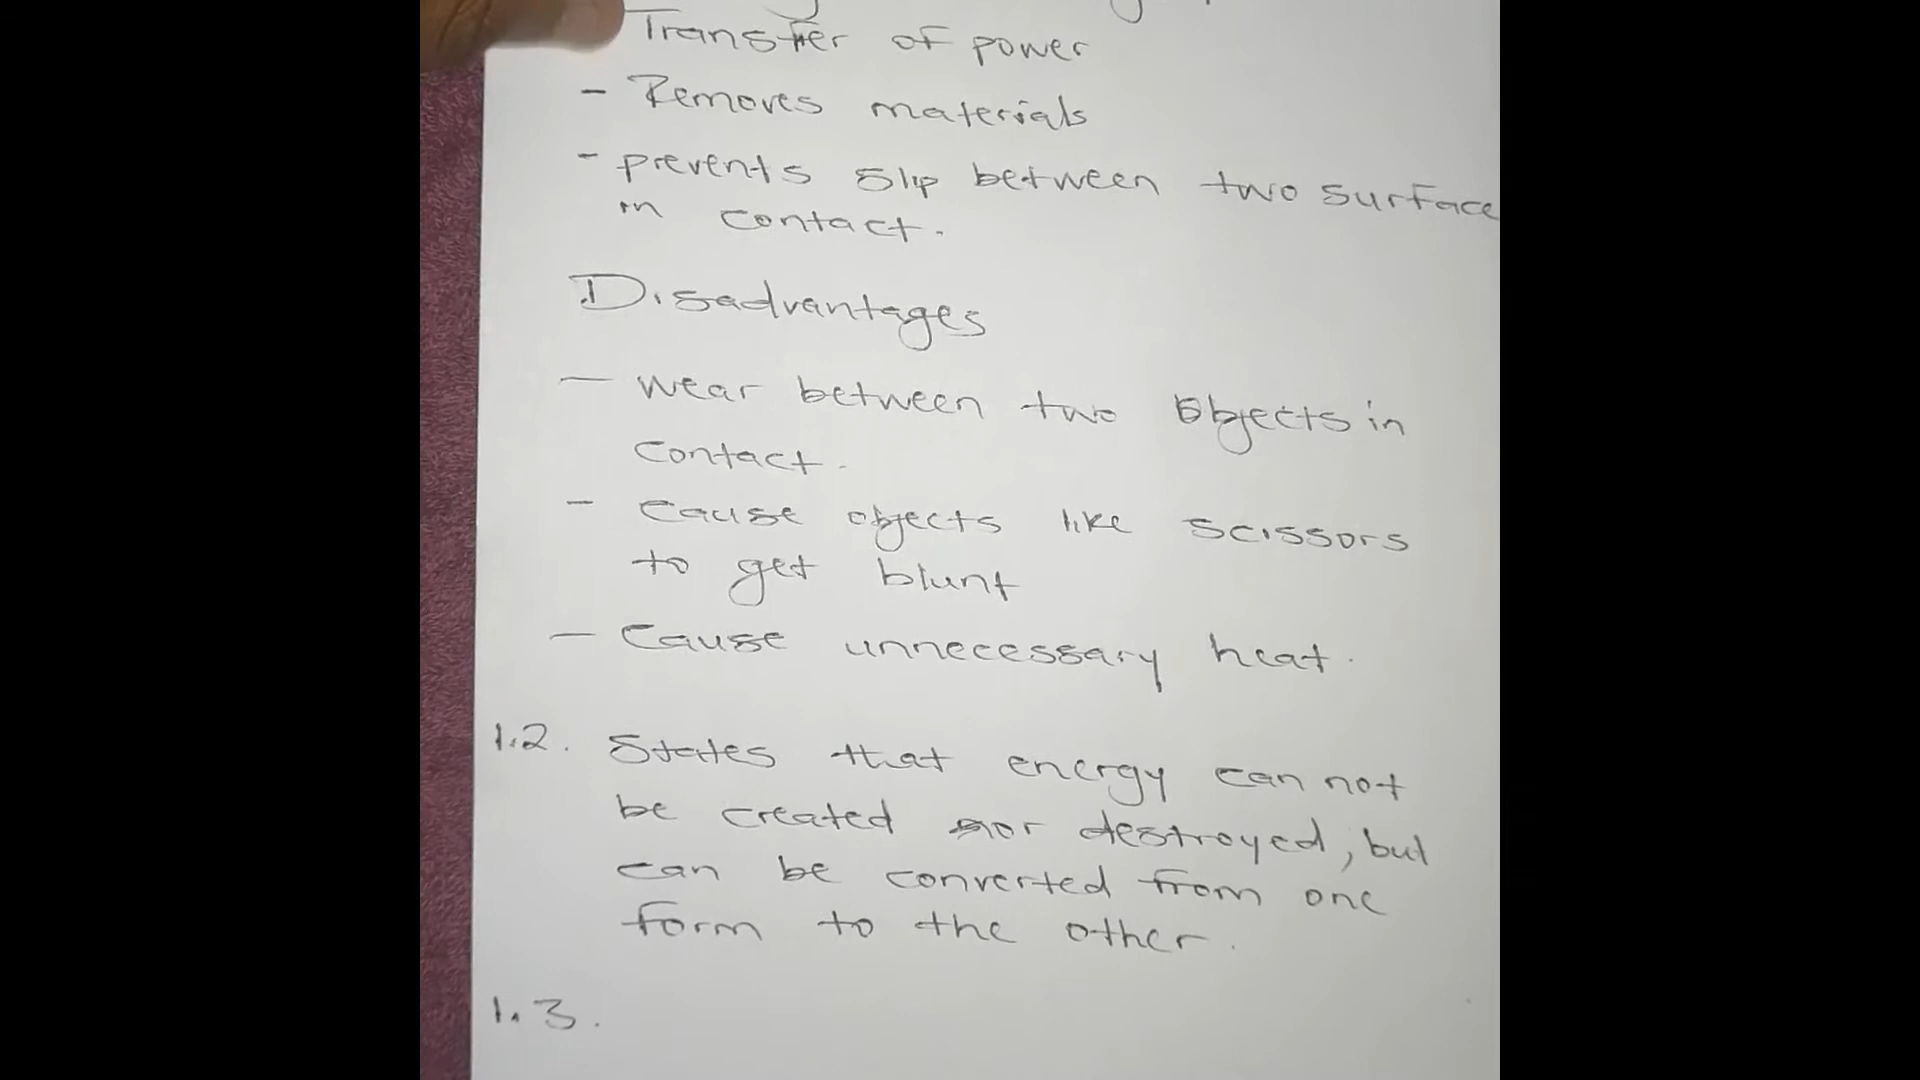 Transfer of power
- Removes materials
- prevents slip between two surface
in contact.
Disadvantages
- wear between two objects in
contact.
- cause objects like scissors
to get blunt
- cause unnecessary heat.
1.2. States that energy can not
be created nor destroyed, but
can be converted from one
form to the other.
1.3.